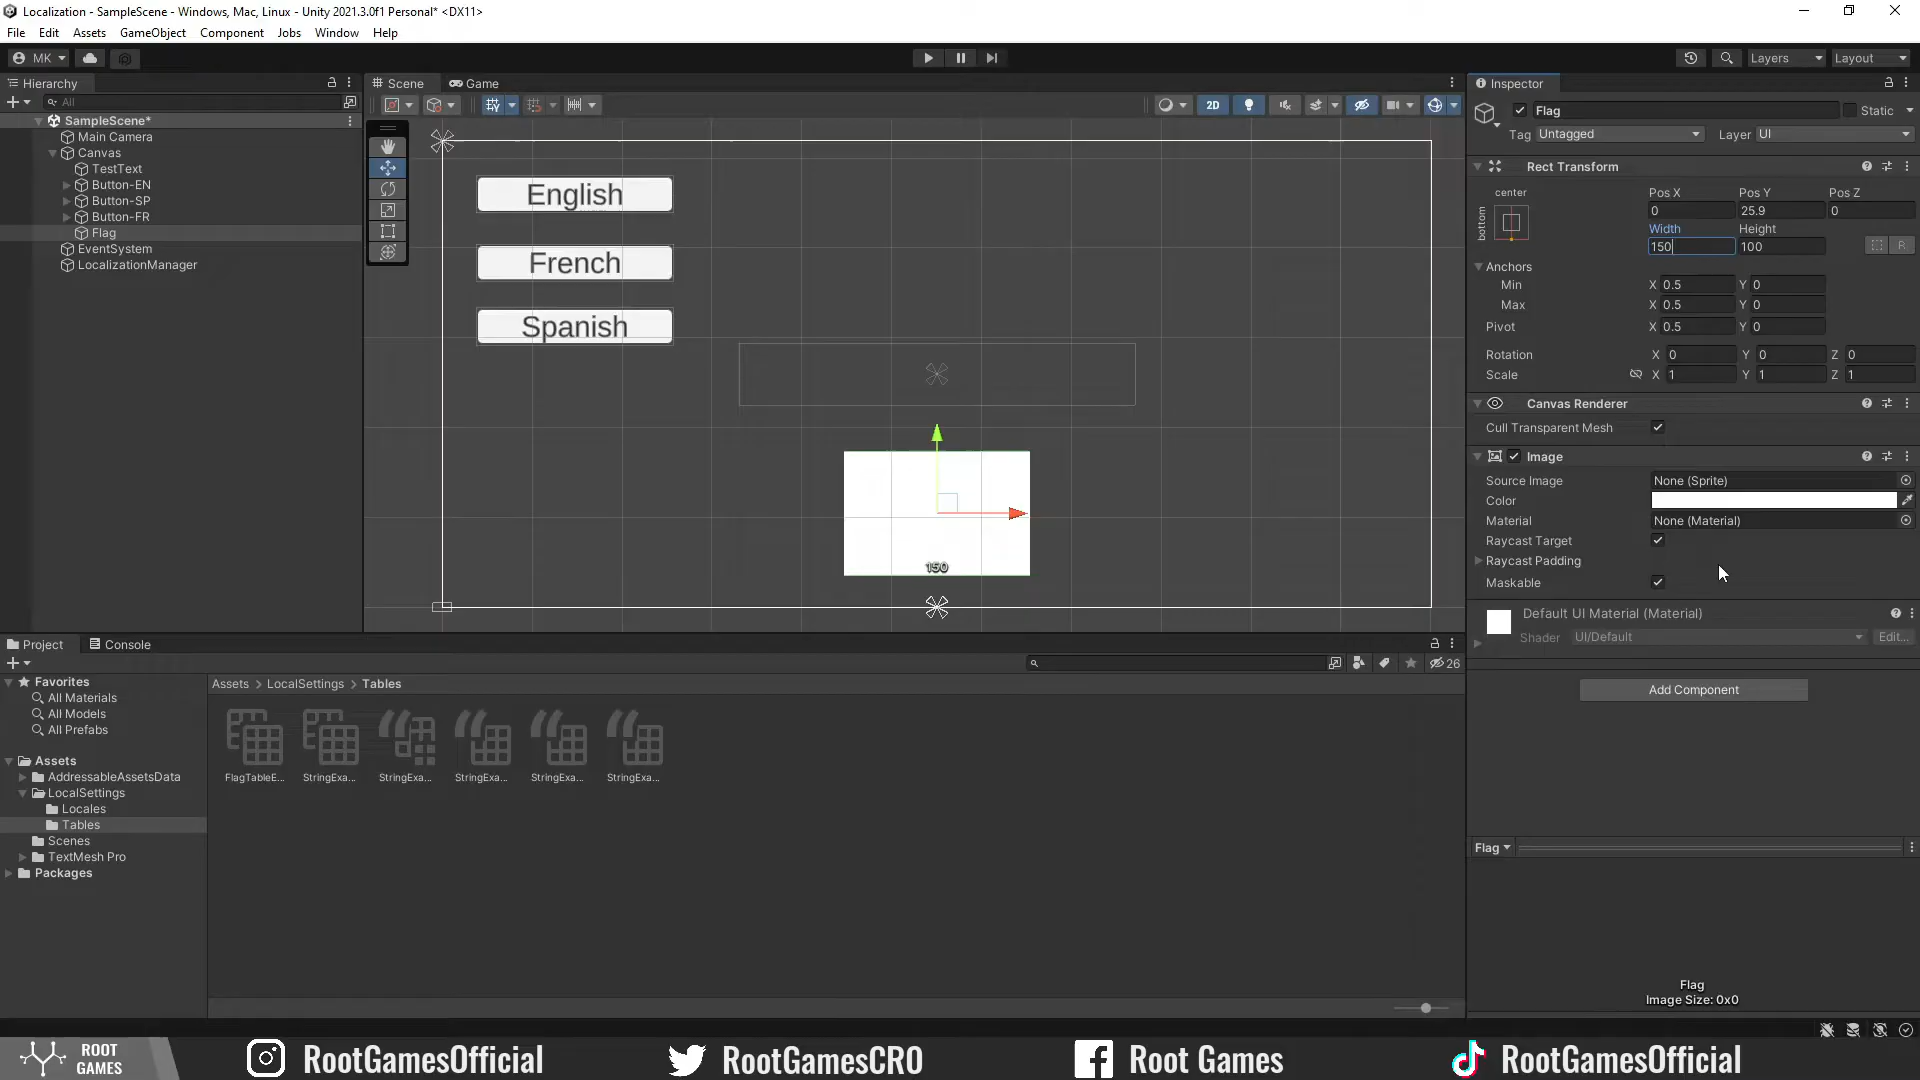 Localization - SampleScene - Windows, Mac, Linux - Unity 2021.3.0f1 Personal* <DX11>
File Edit Assets GameObject Component Jobs Window Help
MK Layers Layout
Hierarchy
All
SampleScene*
Main Camera
Canvas
TestText
Button-EN
Button-SP
Button-FR
Flag
EventSystem
LocalizationManager
Scene Game
2D
English
French
Spanish
150
Inspector
Flag Static
Tag Untagged Layer UI
Rect Transform
center
bottom
Pos X Pos Y Pos Z
0 25.9 0
Width Height
150 100 R
Anchors
Min X 0.5 Y 0
Max X 0.5 Y 0
Pivot X 0.5 Y 0
Rotation X 0 Y 0 Z 0
Scale X 1 Y 1 Z 1
Canvas Renderer
Cull Transparent Mesh
Image
Source Image None (Sprite)
Color
Material None (Material)
Raycast Target
Raycast Padding
Maskable
Default UI Material (Material)
Shader UI/Default Edit...
Add Component
Flag
Flag
Image Size: 0x0
Project Console
26
Favorites
All Materials
All Models
All Prefabs
Assets
AddressableAssetsData
LocalSettings
Locales
Tables
Scenes
TextMesh Pro
Packages
Assets > LocalSettings > Tables
FlagTableE... StringExa... StringExa... StringExa... StringExa... StringExa...
ROOT
GAMES
RootGamesOfficial RootGamesCRO Root Games RootGamesOfficial